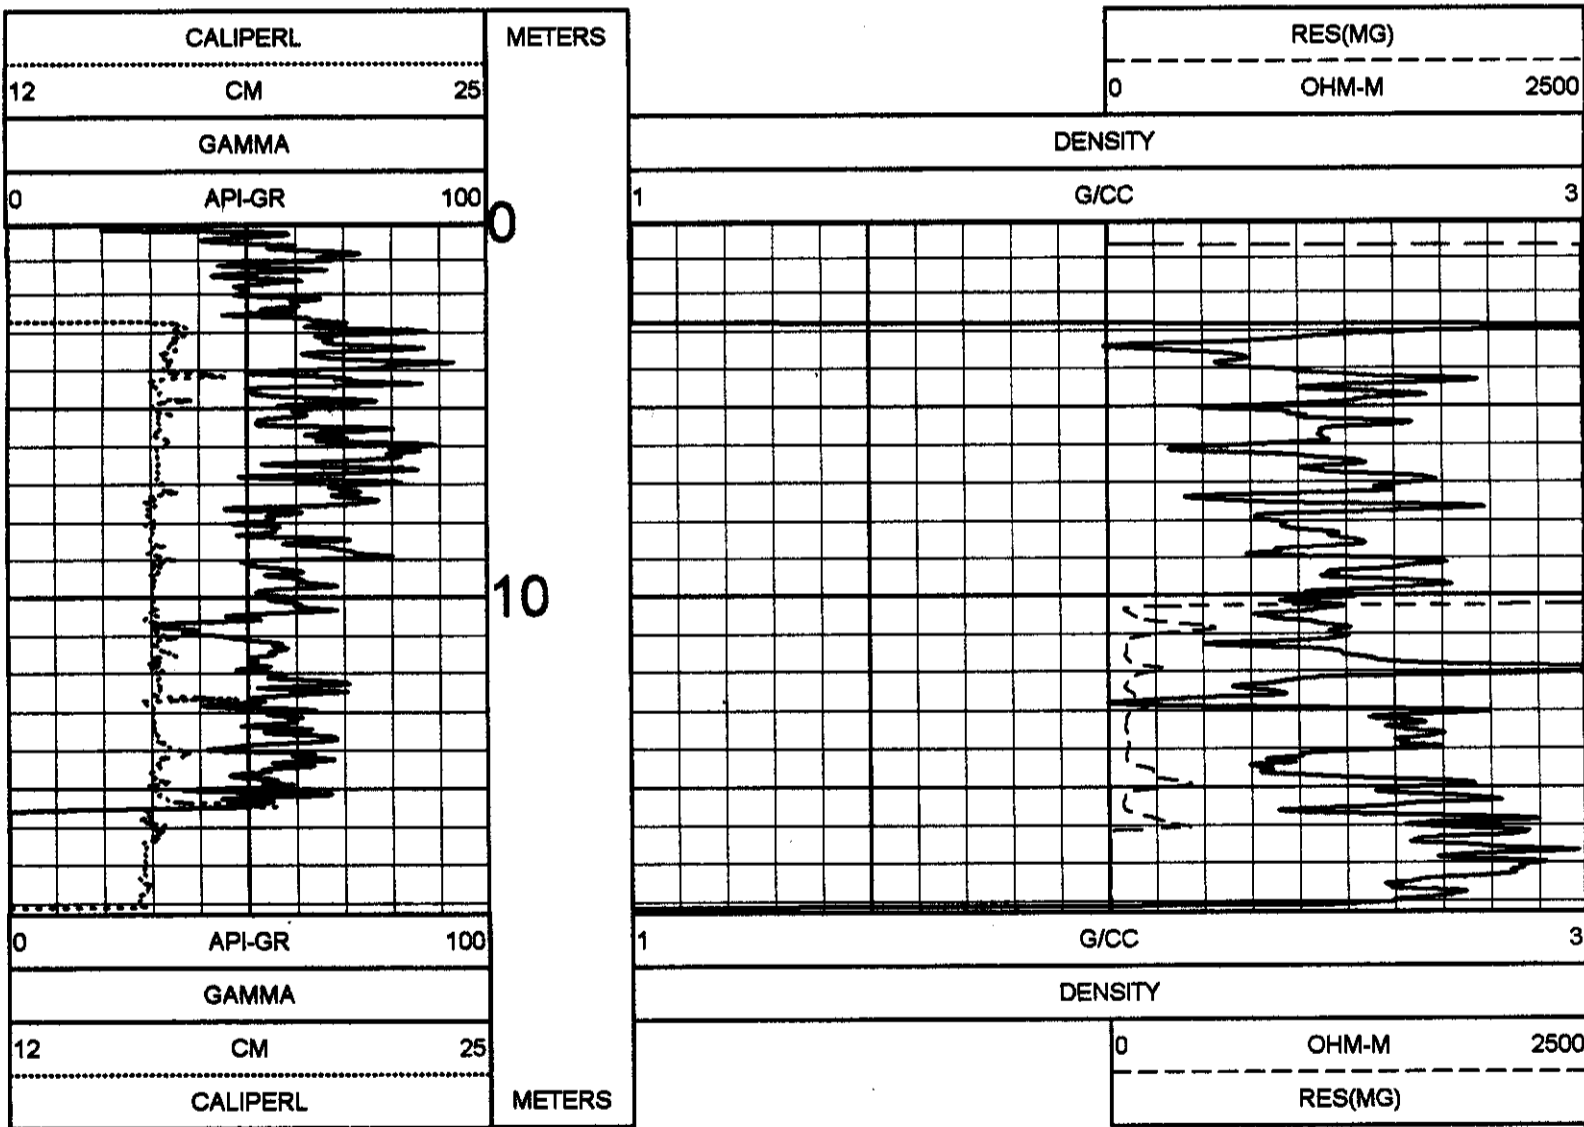 CALIPERL
12 CM 25
GAMMA
0 API-GR 100
METERS
RES(MG)
0 OHM-M 2500
DENSITY
1 G/CC 3
0
10
0 API-GR 100
GAMMA
12 CM 25
CALIPERL
METERS
1 G/CC 3
DENSITY
0 OHM-M 2500
RES(MG)